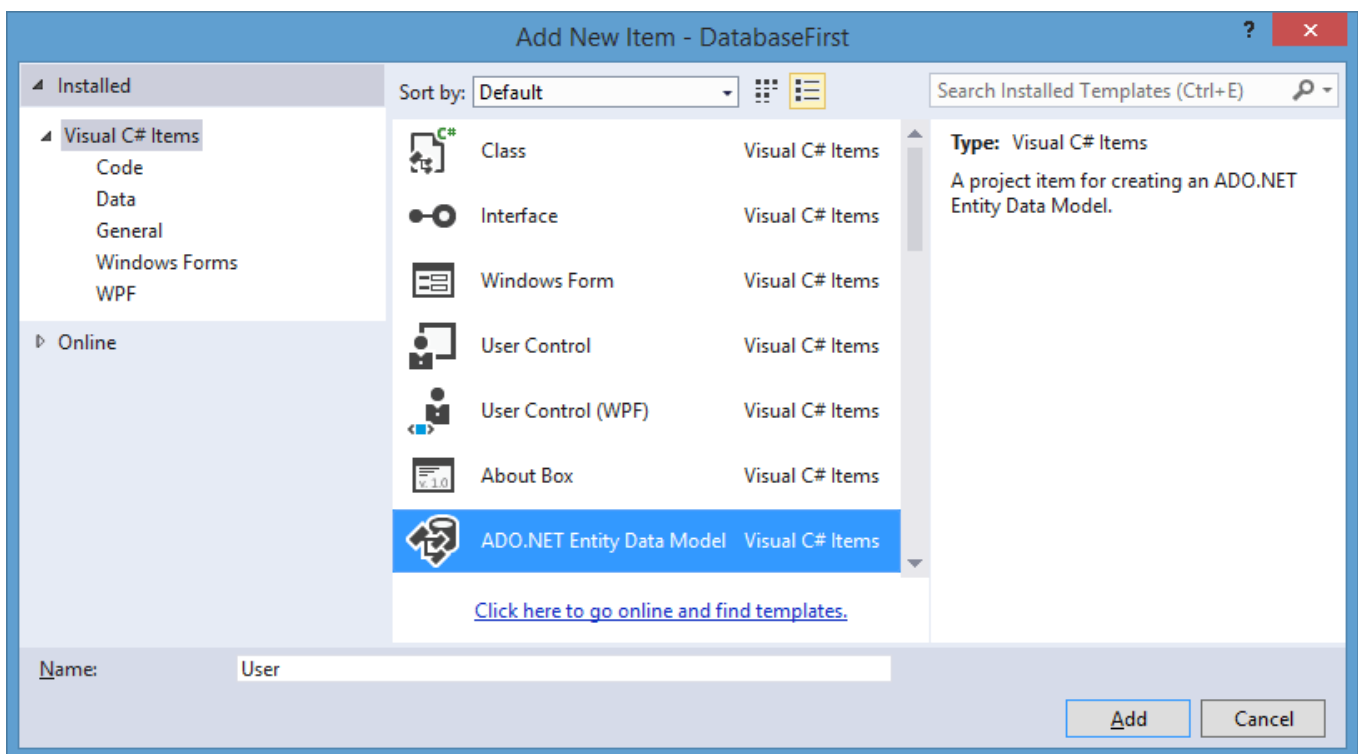 Add New Item - DatabaseFirst
?
Installed
Sort by: Default
Search Installed Templates (Ctrl+E)
Visual C# Items
Code
Data
General
Windows Forms
WPF
Online
C#
Class Visual C# Items
Interface Visual C# Items
Windows Form Visual C# Items
User Control Visual C# Items
User Control (WPF) Visual C# Items
v. 1.0
About Box Visual C# Items
ADO.NET Entity Data Model Visual C# Items
Click here to go online and find templates.
Type: Visual C# Items
A project item for creating an ADO.NET
Entity Data Model.
Name: User
Add Cancel